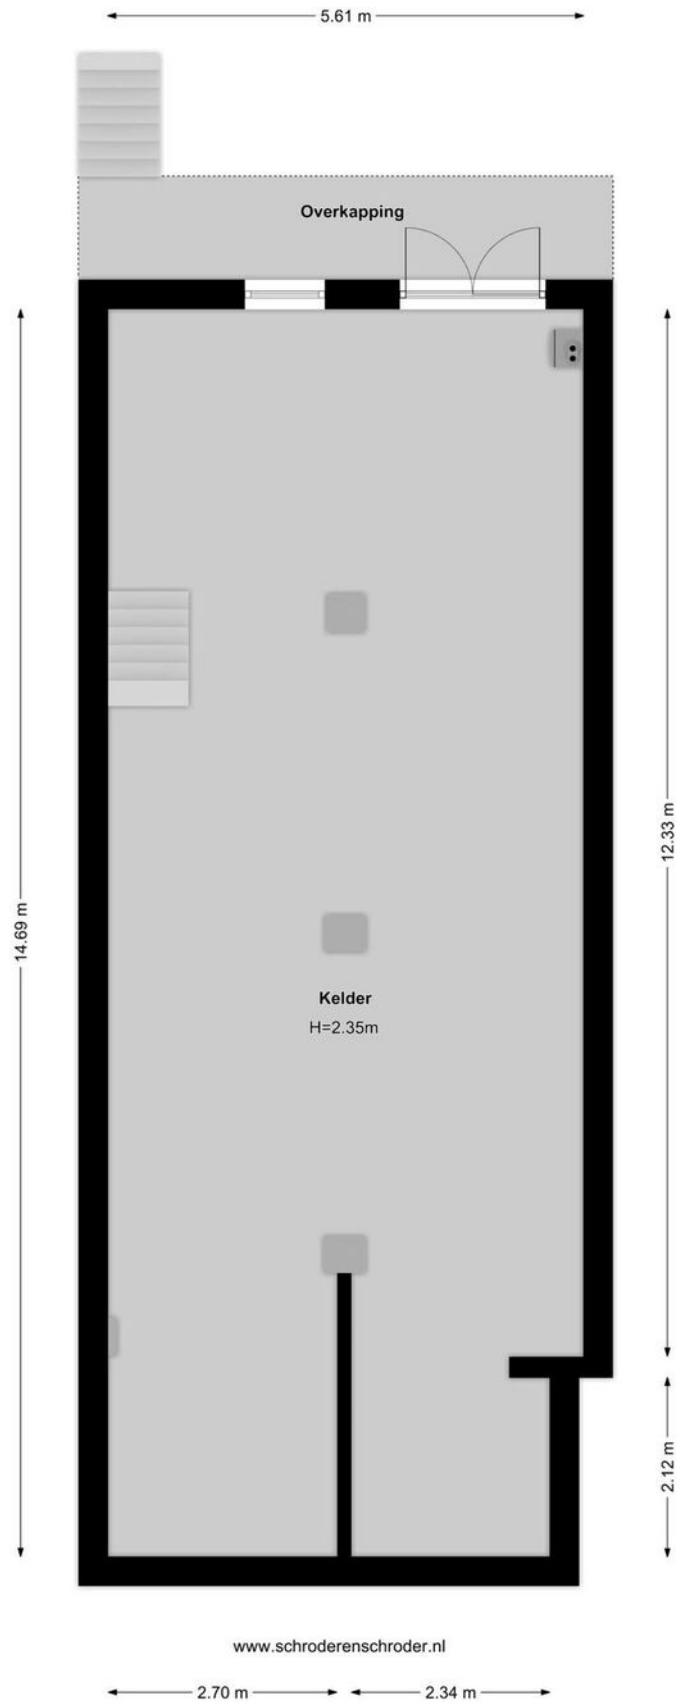 5.61 m
Overkapping
12.33 m
14.69 m
Kelder
H=2.35m
2.12 m
www.schroderenschroder.nl
2.70 m
2.34 m